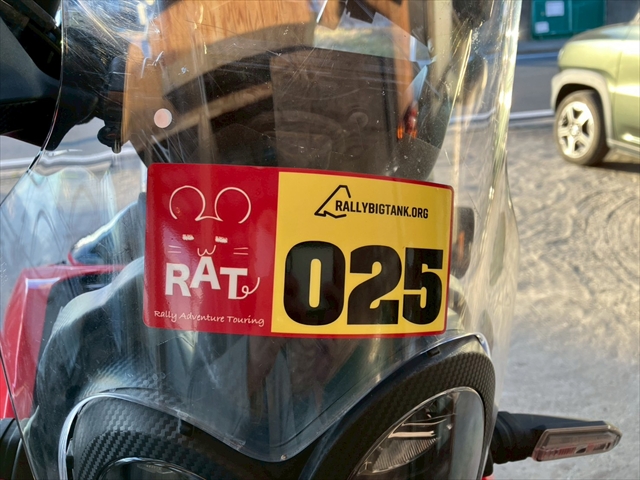 RAT
Rally Adventure Touring
RALLYBIGTANK.ORG
025